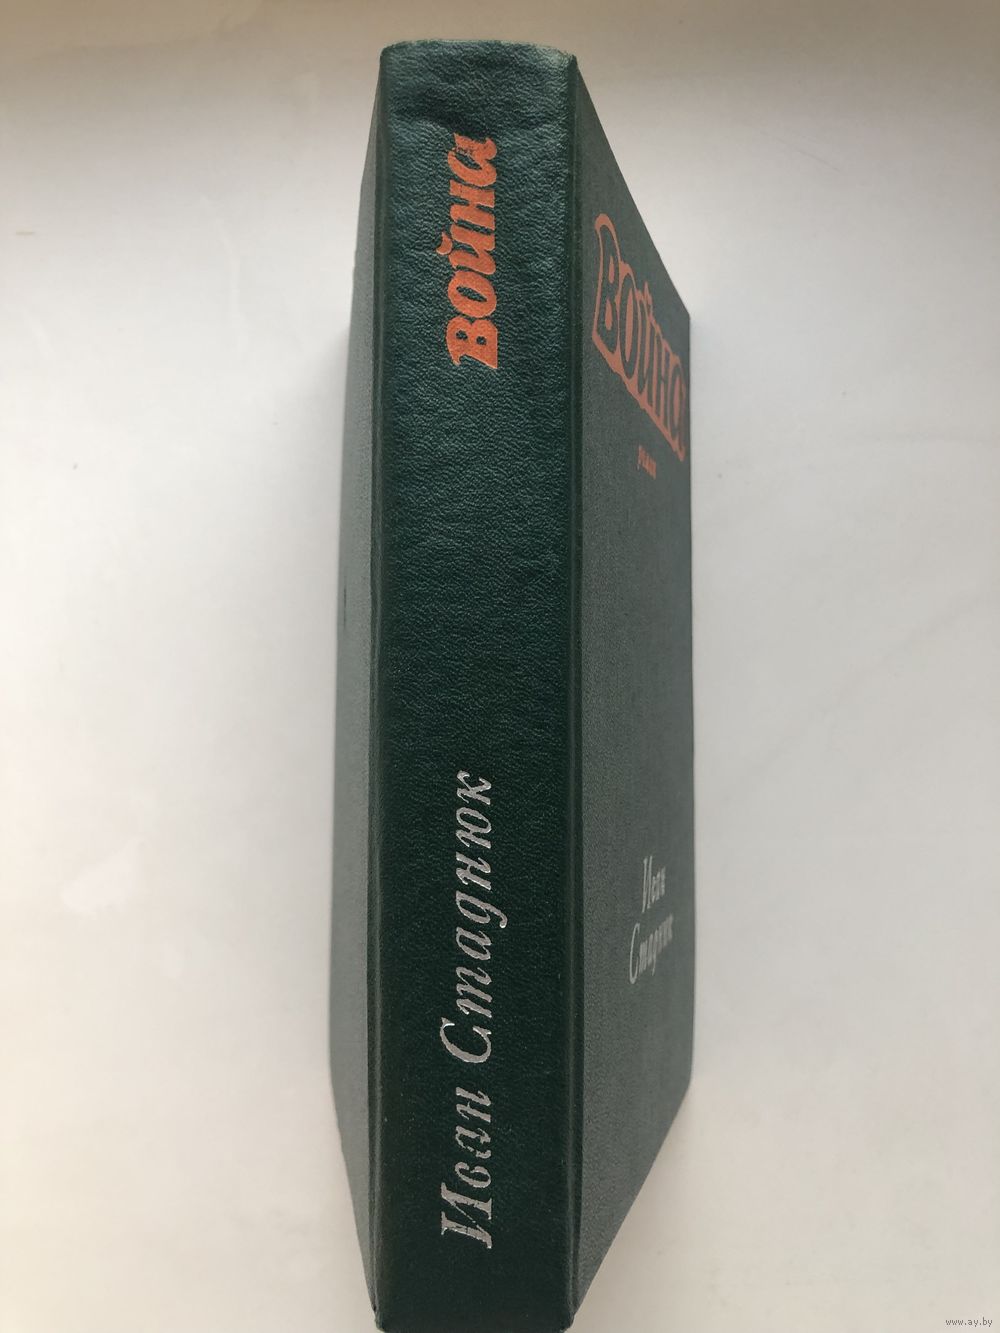 Иван Стаднюк
война
война
роман
Иван
Стаднюк
www.ay.by